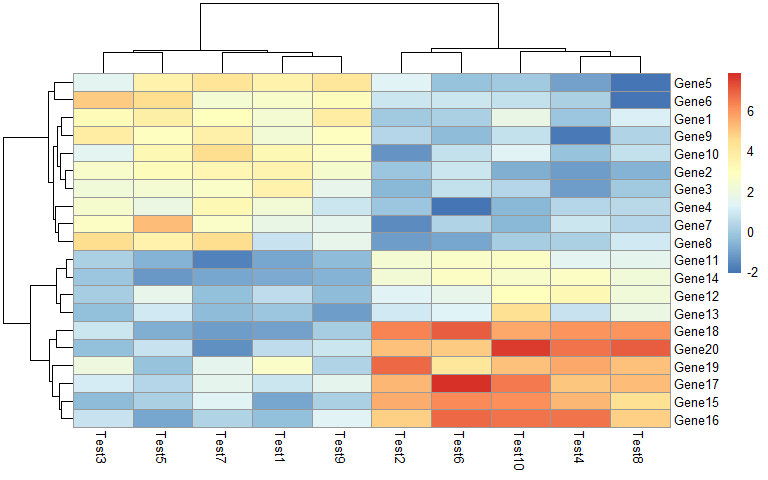 Gene5
Gene6
Gene1
Gene9
Gene10
Gene2
Gene3
Gene4
Gene7
Gene8
Gene11
Gene14
Gene12
Gene13
Gene18
Gene20
Gene19
Gene17
Gene15
Gene16
Test3
Test5
Test7
Test1
Test9
Test2
Test6
Test10
Test4
Test8
6
4
2
0
-2